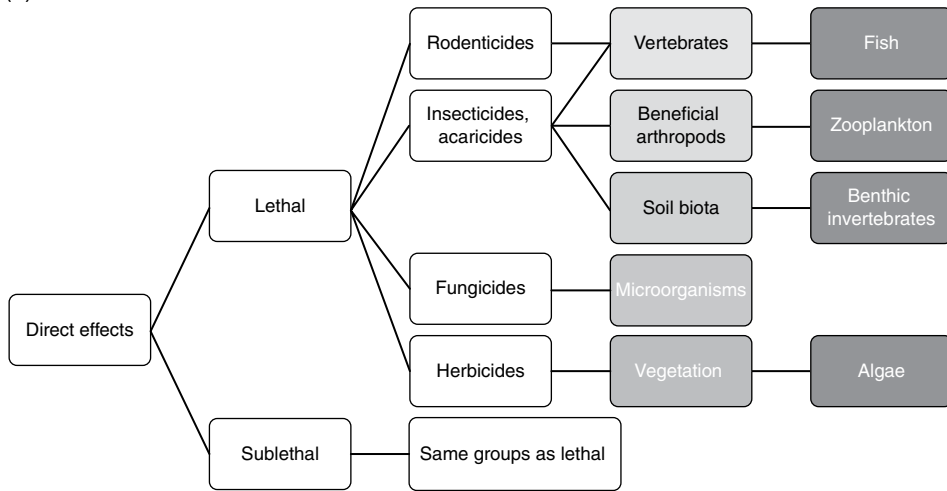 Rodenticides
Vertebrates
Fish
Insecticides,
acaricides
Beneficial
arthropods
Zooplankton
Lethal
Soil biota
Benthic
invertebrates
Fungicides
Microorganisms
Direct effects
Herbicides
Vegetation
Algae
Sublethal
Same groups as lethal